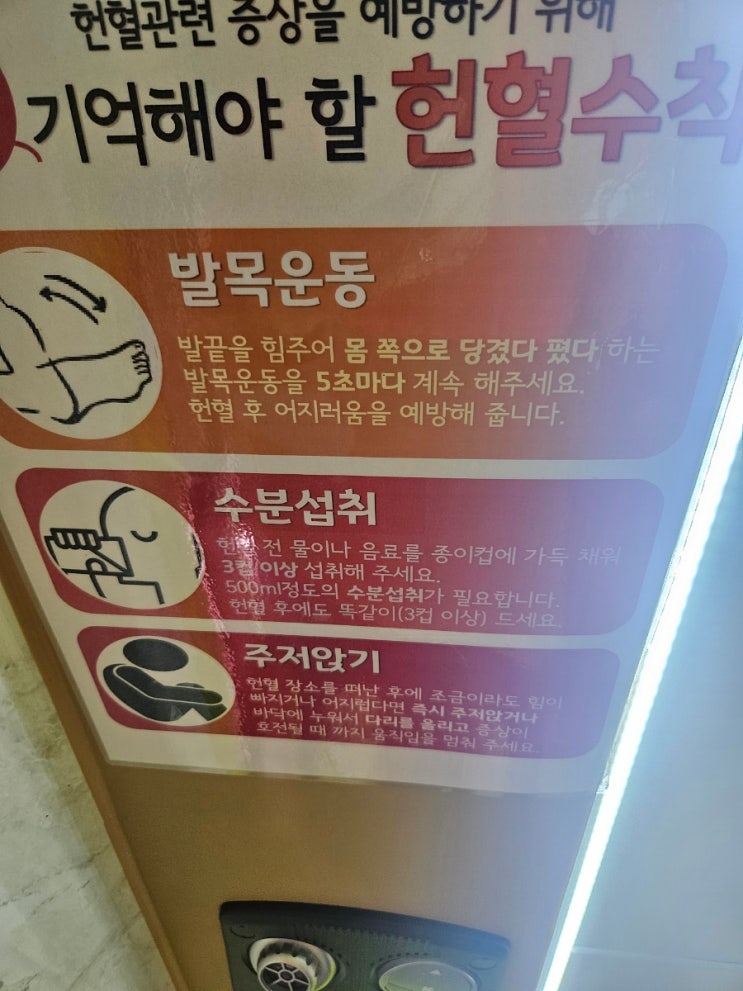 헌혈관련 증상을 예방하기 위해
기억해야 할 헌혈수칙
발목운동
발끝을 힘주어 몸 쪽으로 당겼다 폈다 하는
발목운동을 5초마다 계속 해주세요.
헌혈 후 어지러움을 예방해 줍니다.
수분섭취
헌혈 전 물이나 음료를 종이컵에 가득 채워
3컵 이상 섭취해 주세요.
500ml정도의 수분섭취가 필요합니다.
헌혈 후에도 똑같이(3컵 이상) 드세요.
주저앉기
헌혈 장소를 떠난 후에 조금이라도 힘이
빠지거나 어지럽다면 즉시 주저앉거나
바닥에 누워서 다리를 올리고 증상이
호전될 때 까지 움직임을 멈춰 주세요.